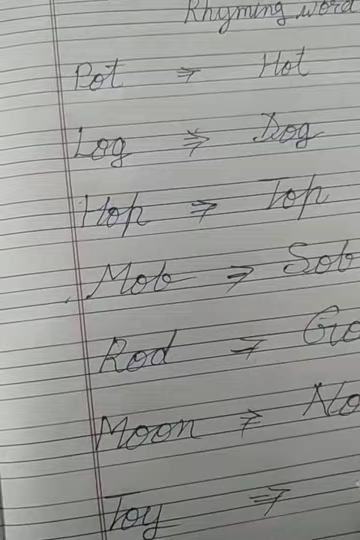 Rhyming word
Pot ⇒ Hot
Log ⇒ Dog
Hop ⇒ Top
Mob ⇒ Sob
Rod ⇒
Moon ⇒
Toy ⇒